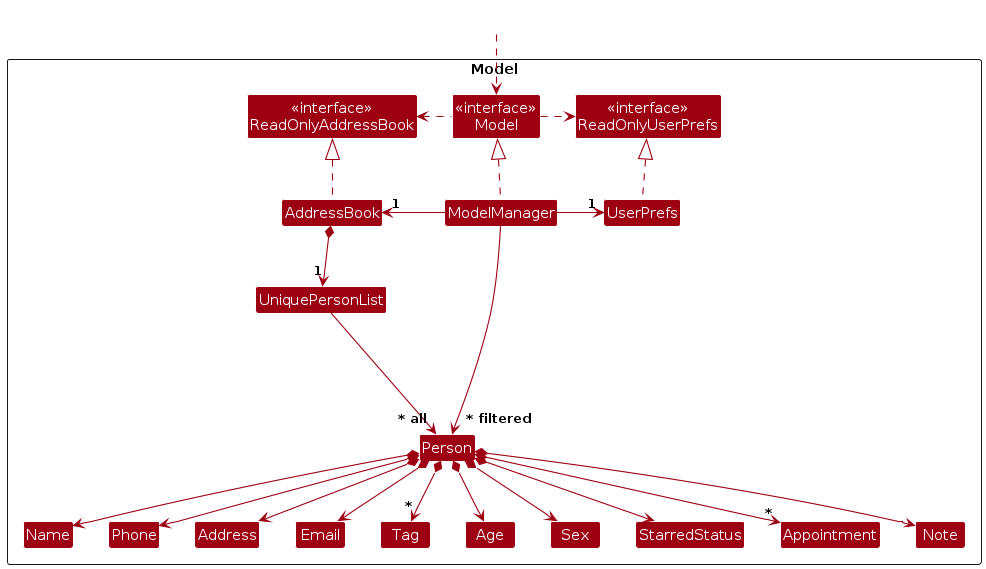 Model
«interface»
ReadOnlyAddressBook
«interface»
Model
«interface»
ReadOnlyUserPrefs
AddressBook
1
ModelManager
1
UserPrefs
1
UniquePersonList
* all
* filtered
Person
*
*
Name
Phone
Address
Email
Tag
Age
Sex
StarredStatus
Appointment
Note